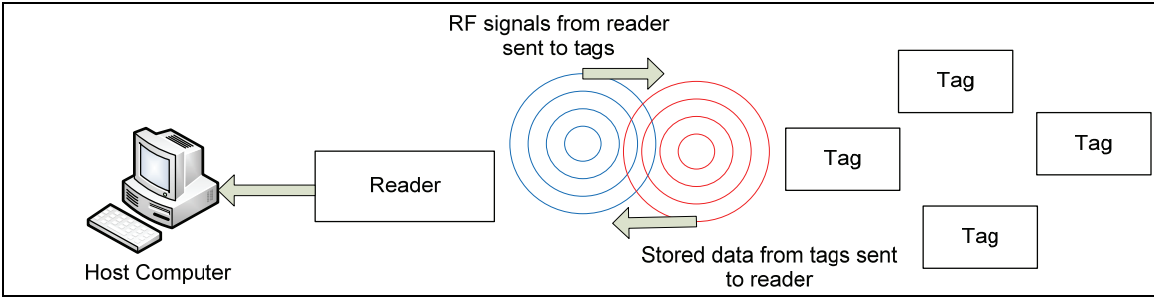 RF signals from reader
sent to tags
Tag
Tag
Tag
Reader
Tag
Stored data from tags sent
to reader
Host Computer